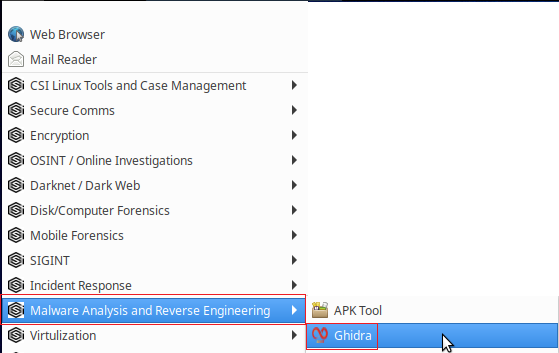 Web Browser
Mail Reader
CSI Linux Tools and Case Management
Secure Comms
Encryption
OSINT / Online Investigations
Darknet / Dark Web
Disk/Computer Forensics
Mobile Forensics
SIGINT
Incident Response
Malware Analysis and Reverse Engineering
APK Tool
Virtulization
Ghidra